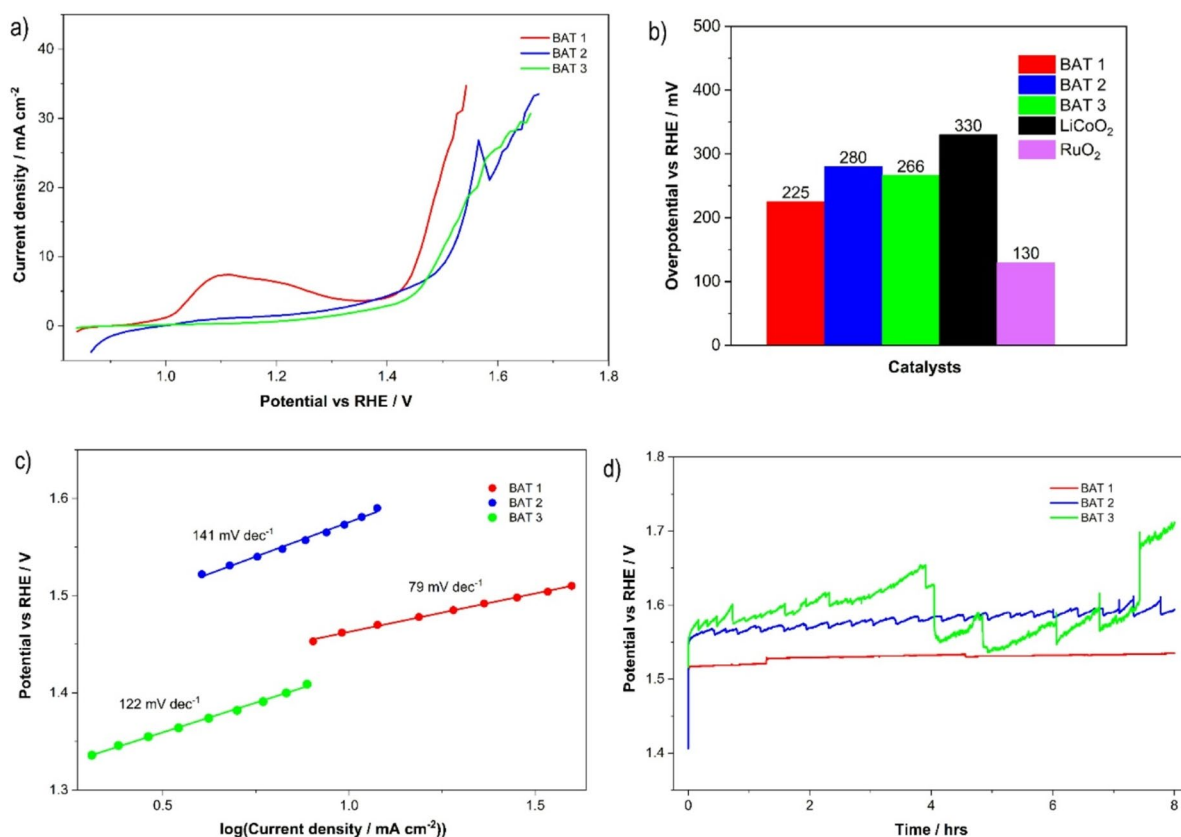 a)
40
30
20
10
0
1.0
1.2
1.4
1.6
1.8
Current density / mA cm⁻²
Potential vs RHE / V
BAT 1
BAT 2
BAT 3
b)
500
400
300
200
100
0
Overpotential vs RHE / mV
Catalysts
225
280
266
330
130
BAT 1
BAT 2
BAT 3
LiCoO₂
RuO₂
c)
1.6
1.5
1.4
1.3
0.5
1.0
1.5
Potential vs RHE / V
log(Current density / mA cm⁻²))
141 mV dec⁻¹
79 mV dec⁻¹
122 mV dec⁻¹
BAT 1
BAT 2
BAT 3
d)
1.8
1.7
1.6
1.5
1.4
0
2
4
6
8
Potential vs RHE / V
Time / hrs
BAT 1
BAT 2
BAT 3